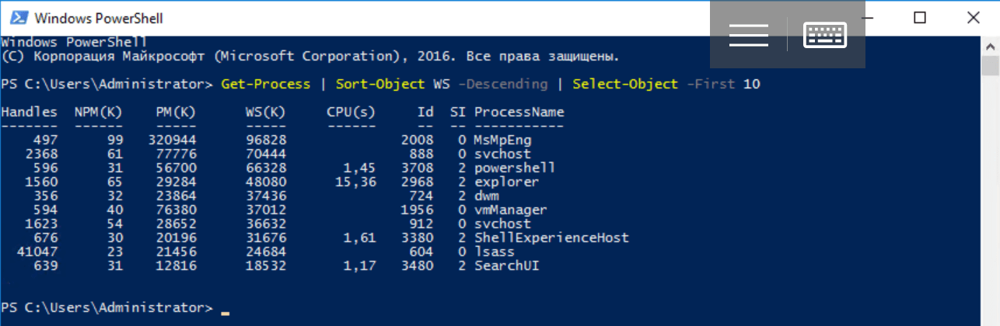 Windows PowerShell
Windows PowerShell
(C) Корпорация Майкрософт (Microsoft Corporation), 2016. Все права защищены.
PS C:\Users\Administrator> Get-Process | Sort-Object WS -Descending | Select-Object -First 10
Handles NPM(K) PM(K) WS(K) CPU(s) Id SI ProcessName
------- ------ ----- ----- ------ -- -- -----------
497 99 320944 96828 2008 0 MsMpEng
2368 61 77776 70444 888 0 svchost
596 31 56700 66328 1,45 3708 2 powershell
1560 65 29284 48080 15,36 2968 2 explorer
356 32 23864 37436 724 2 dwm
594 40 76380 37012 1956 0 vmManager
1623 54 28652 36632 912 0 svchost
676 30 20196 31676 1,61 3380 2 ShellExperienceHost
41047 23 21456 24684 604 0 lsass
639 31 12816 18532 1,17 3480 2 SearchUI
PS C:\Users\Administrator> _